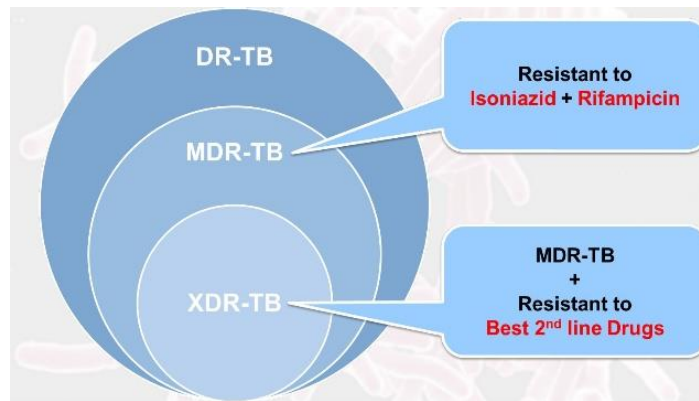 DR-TB
MDR-TB
XDR-TB
Resistant to
Isoniazid + Rifampicin
MDR-TB
+
Resistant to
Best 2nd line Drugs